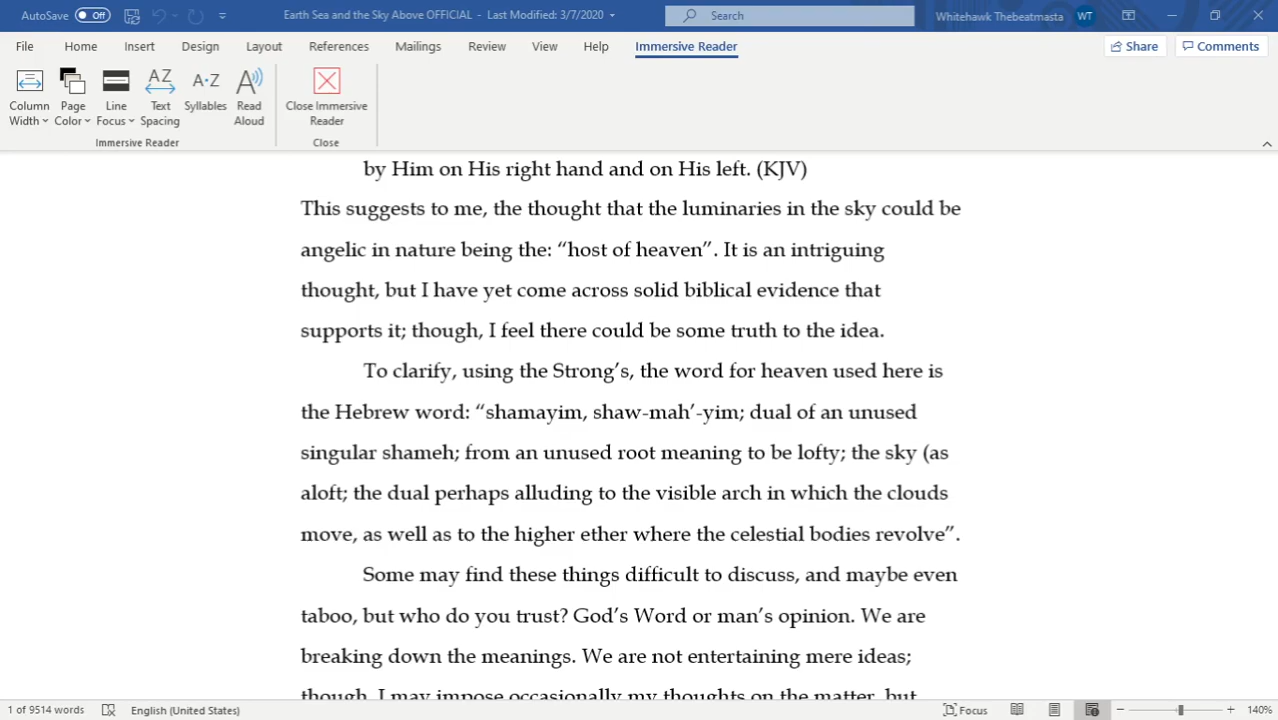 AutoSave Off Earth Sea and the Sky Above OFFICIAL - Last Modified: 3/7/2020 Search Whitehawk Thebeatmasta WT
File Home Insert Design Layout References Mailings Review View Help Immersive Reader Share Comments
Column Width Page Color Line Focus Text Spacing Syllables Read Aloud Close Immersive Reader
Immersive Reader Close
by Him on His right hand and on His left. (KJV)
This suggests to me, the thought that the luminaries in the sky could be
angelic in nature being the: “host of heaven”. It is an intriguing
thought, but I have yet come across solid biblical evidence that
supports it; though, I feel there could be some truth to the idea.
To clarify, using the Strong’s, the word for heaven used here is
the Hebrew word: “shamayim, shaw-mah’-yim; dual of an unused
singular shameh; from an unused root meaning to be lofty; the sky (as
aloft; the dual perhaps alluding to the visible arch in which the clouds
move, as well as to the higher ether where the celestial bodies revolve”.
Some may find these things difficult to discuss, and maybe even
taboo, but who do you trust? God’s Word or man’s opinion. We are
breaking down the meanings. We are not entertaining mere ideas;
though, I may impose occasionally my thoughts on the matter, but
1 of 9514 words English (United States) Focus 140%